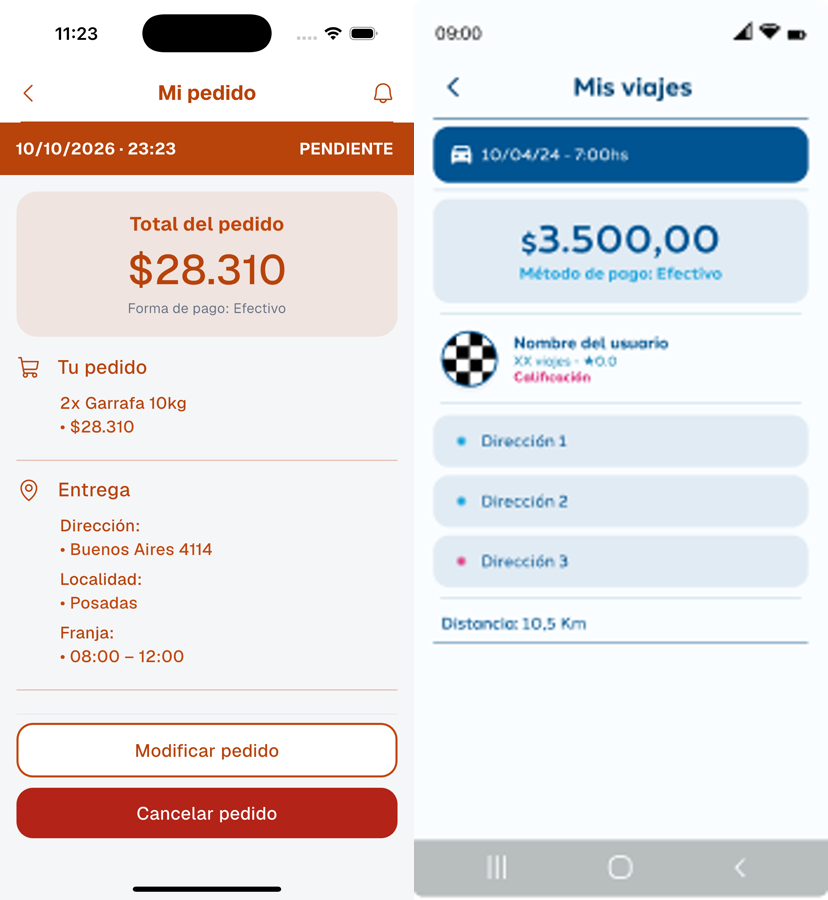 11:23
Mi pedido
10/10/2026 · 23:23 PENDIENTE
Total del pedido
$28.310
Forma de pago: Efectivo
Tu pedido
2x Garrafa 10kg
• $28.310
Entrega
Dirección:
• Buenos Aires 4114
Localidad:
• Posadas
Franja:
• 08:00 – 12:00
Modificar pedido
Cancelar pedido
09:00
Mis viajes
10/04/24 - 7:00hs
$3.500,00
Método de pago: Efectivo
Nombre del usuario
XX viajes - ★0.0
Calificación
Dirección 1
Dirección 2
Dirección 3
Distancia: 10,5 Km